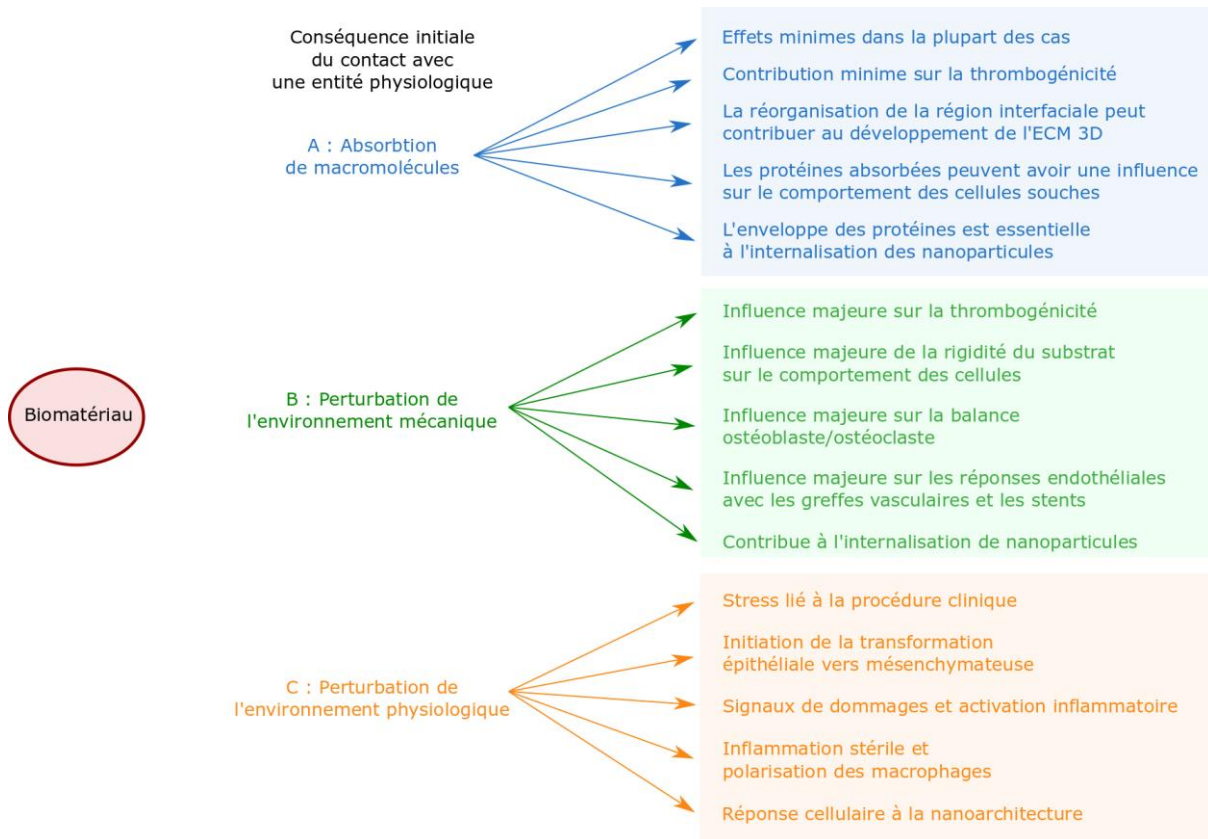 Conséquence initiale
du contact avec
une entité physiologique
A : Absorbtion
de macromolécules
Effets minimes dans la plupart des cas
Contribution minime sur la thrombogénicité
La réorganisation de la région interfaciale peut
contribuer au développement de l'ECM 3D
Les protéines absorbées peuvent avoir une influence
sur le comportement des cellules souches
L'enveloppe des protéines est essentielle
à l'internalisation des nanoparticules
Biomatériau
B : Perturbation de
l'environnement mécanique
Influence majeure sur la thrombogénicité
Influence majeure de la rigidité du substrat
sur le comportement des cellules
Influence majeure sur la balance
ostéoblaste/ostéoclaste
Influence majeure sur les réponses endothéliales
avec les greffes vasculaires et les stents
Contribue à l'internalisation de nanoparticules
C : Perturbation de
l'environnement physiologique
Stress lié à la procédure clinique
Initiation de la transformation
épithéliale vers mésenchymateuse
Signaux de dommages et activation inflammatoire
Inflammation stérile et
polarisation des macrophages
Réponse cellulaire à la nanoarchitecture